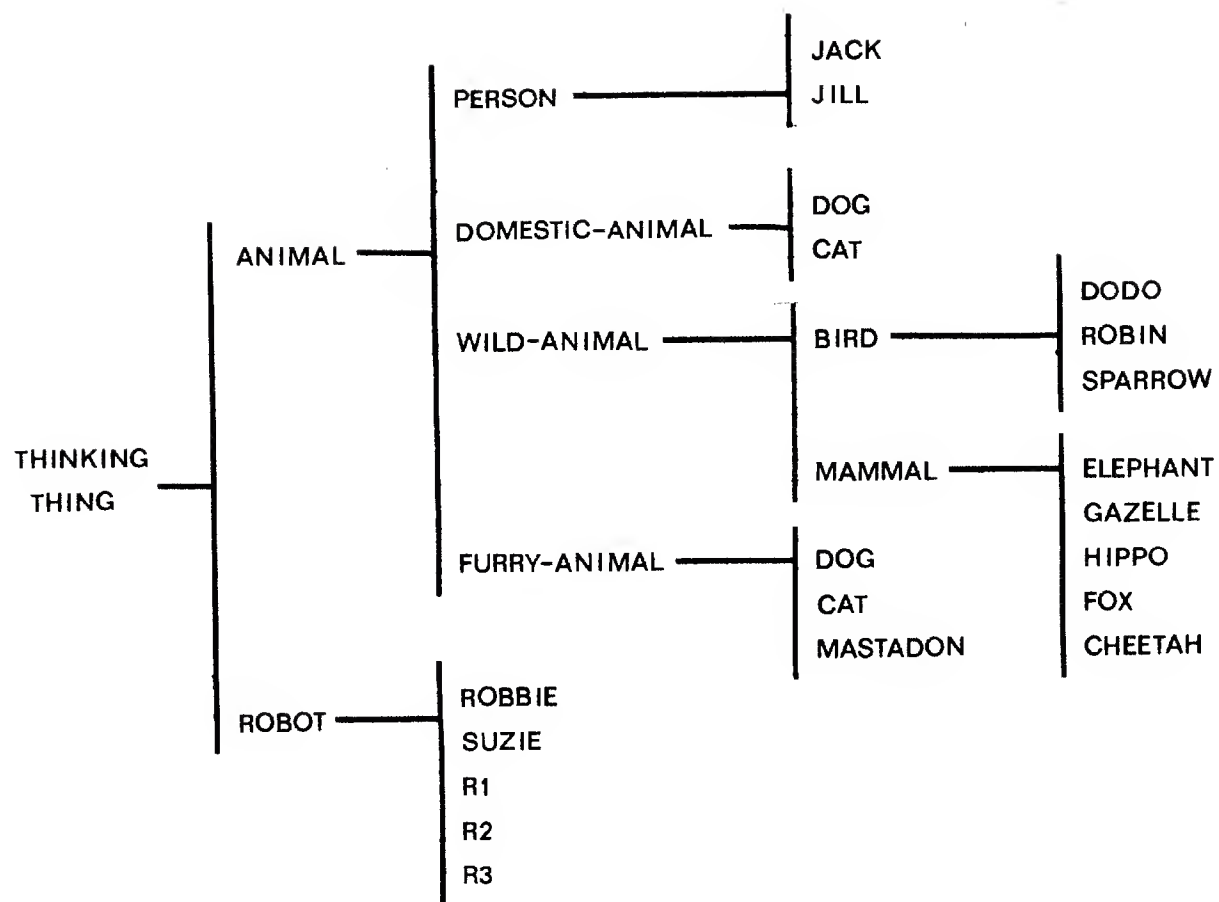 THINKING
THING
ANIMAL
PERSON
JACK
JILL
DOMESTIC-ANIMAL
DOG
CAT
WILD-ANIMAL
BIRD
DODO
ROBIN
SPARROW
MAMMAL
ELEPHANT
GAZELLE
HIPPO
FOX
CHEETAH
FURRY-ANIMAL
DOG
CAT
MASTADON
ROBOT
ROBBIE
SUZIE
R1
R2
R3